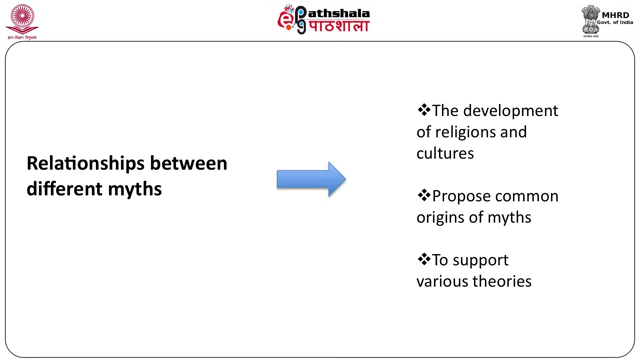 Pathshala
पाठशाला
MHRD
Govt. of India
Relationships between
different myths
❖The development
of religions and
cultures
❖Propose common
origins of myths
❖To support
various theories